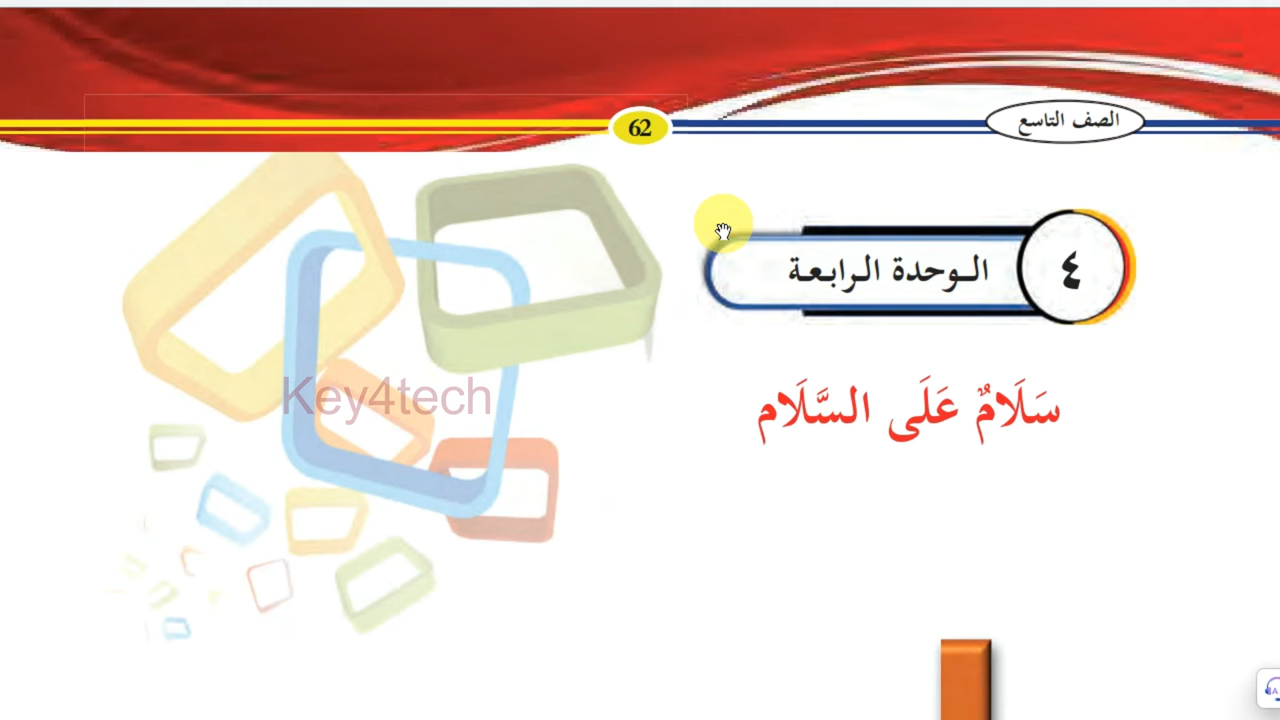 الصف التاسع
62
٤
الـوحدة الرابعة
سَلَامٌ عَلَى السَّلَام
Key4tech